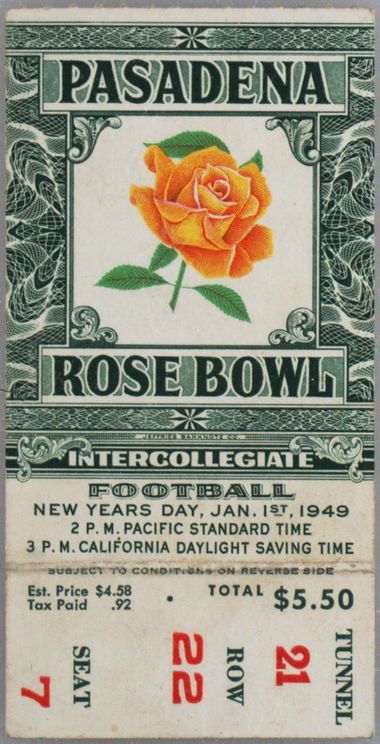 PASADENA
ROSE BOWL
JEFFRIES BANKNOTE CO.
INTERCOLLEGIATE
FOOTBALL
NEW YEARS DAY, JAN. 1ST, 1949
2 P.M. PACIFIC STANDARD TIME
3 P.M. CALIFORNIA DAYLIGHT SAVING TIME
SUBJECT TO CONDITIONS ON REVERSE SIDE
Est. Price $4.58
Tax Paid .92
· TOTAL $5.50
TUNNEL 21
ROW 22
SEAT 7